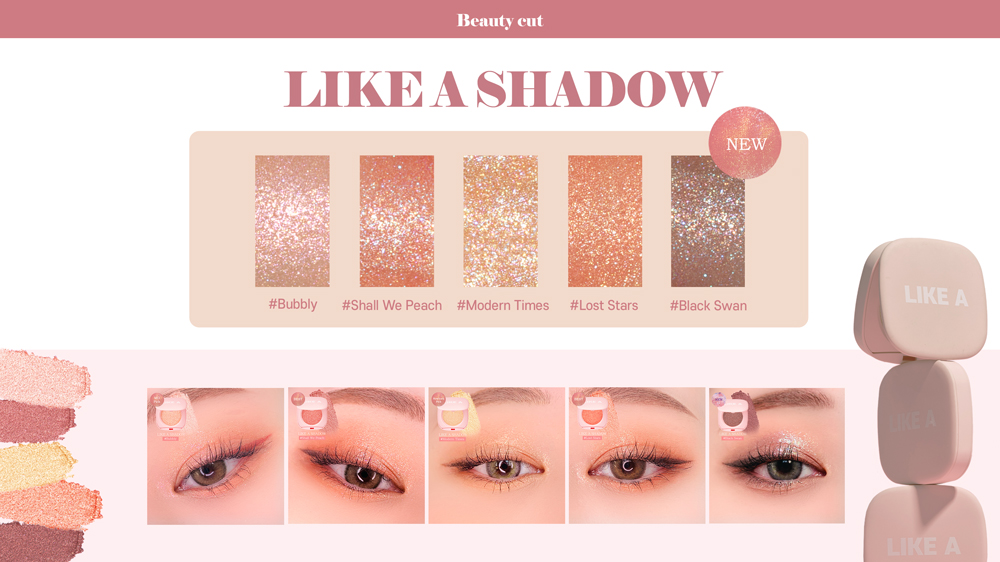 Beauty cut
LIKE A SHADOW
NEW
#Bubbly
#Shall We Peach
#Modern Times
#Lost Stars
#Black Swan
LIKE A
LIKE A
LIKE A